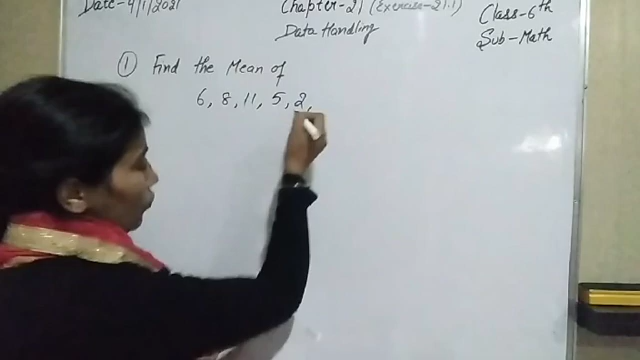 Date-4/1/2021
Chapter-21 (Exercise-21.1)
Class-6th
Data Handling
Sub-Math
① Find the Mean of
6, 8, 11, 5, 2,